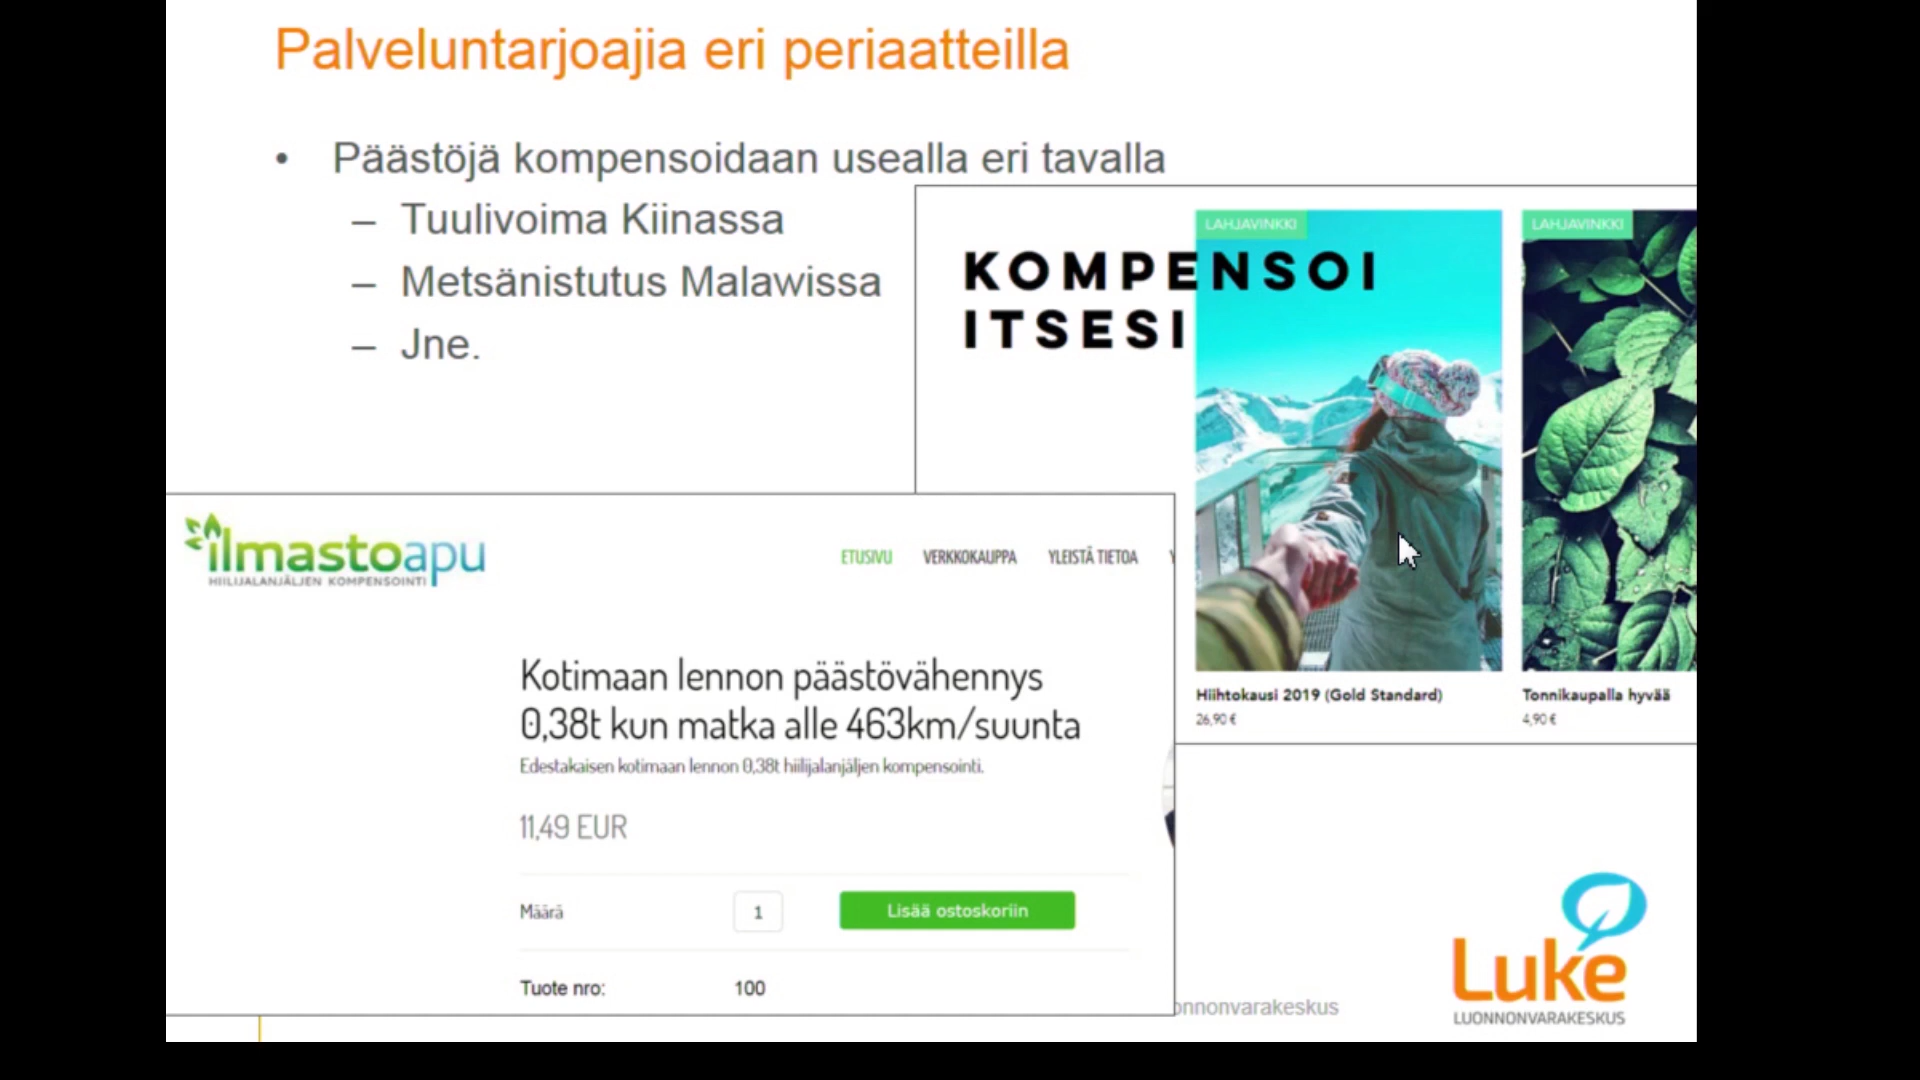 Palveluntarjoajia eri periaatteilla
• Päästöjä kompensoidaan usealla eri tavalla
– Tuulivoima Kiinassa
– Metsänistutus Malawissa
– Jne.
LAHJAVINKKI
LAHJAVINKKI
KOMPENSOI
ITSESI
Hiihtokausi 2019 (Gold Standard)
26,90 €
Tonnikaupalla hyvää
4,90 €
ilmastoapu
HIILIJALANJÄLJEN KOMPENSOINTI
ETUSIVU VERKKOKAUPPA YLEISTÄ TIETOA
Kotimaan lennon päästövähennys
0,38t kun matka alle 463km/suunta
Edestakaisen kotimaan lennon 0,38t hiilijalanjäljen kompensointi.
11,49 EUR
Määrä 1 Lisää ostoskoriin
Tuote nro: 100
onnonvarakeskus
Luke
LUONNONVARAKESKUS